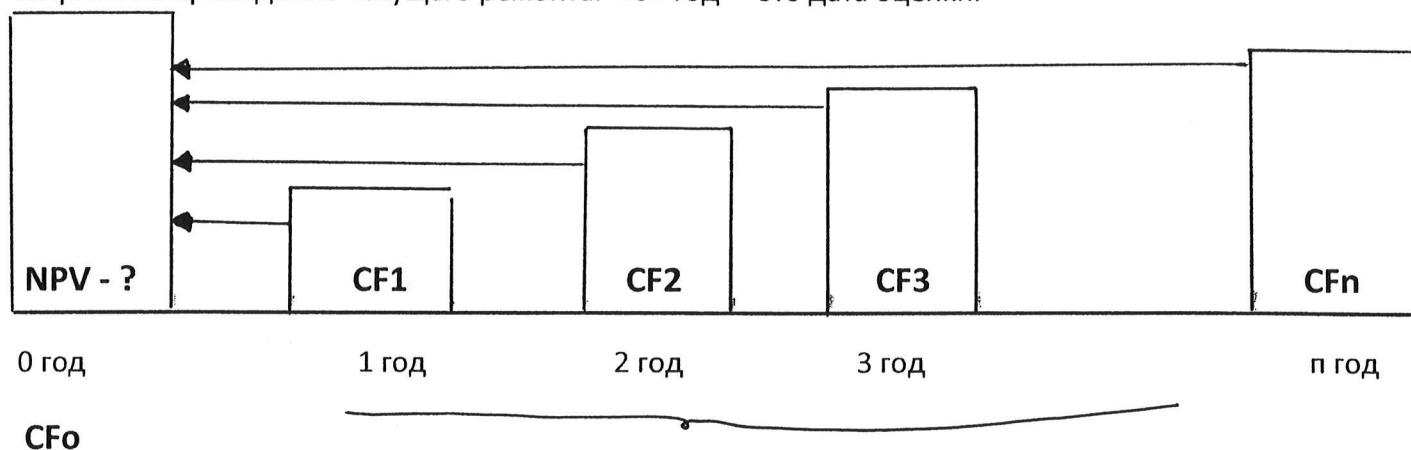 NPV - ? CF1 CF2 CF3 CFn
0 год 1 год 2 год 3 год n год
CFo